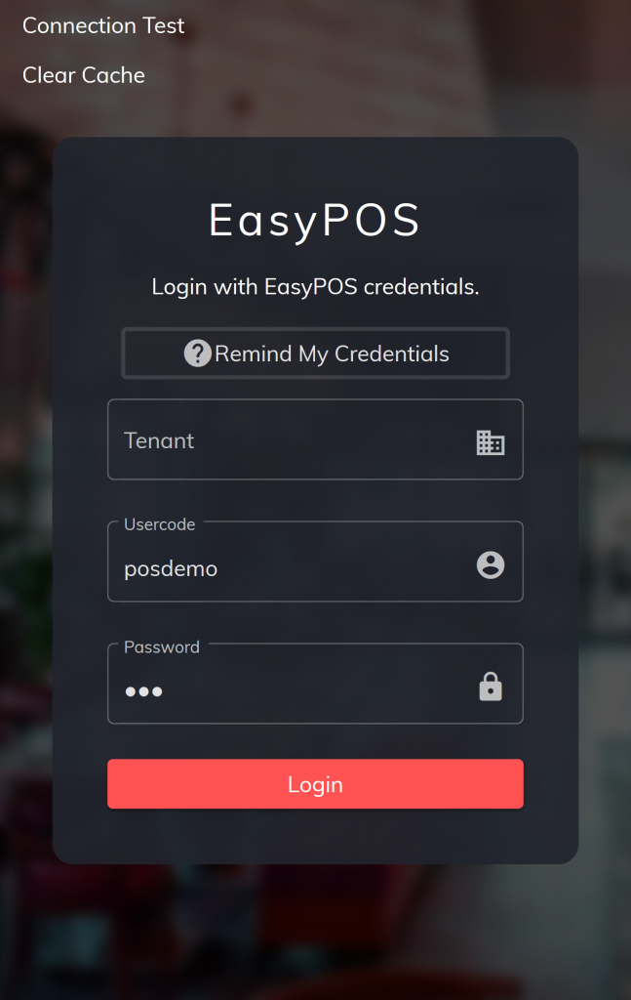 Connection Test
Clear Cache
EasyPOS
Login with EasyPOS credentials.
Remind My Credentials
Tenant
Usercode
posdemo
Password
•••
Login